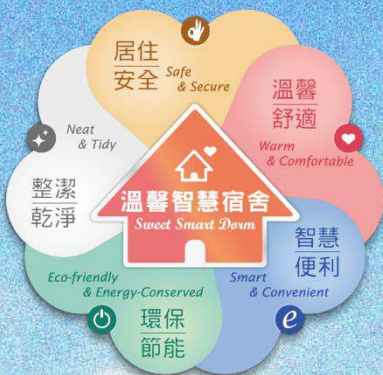 居住
安全
Safe
& Secure
溫馨
舒適
Warm
& Comfortable
智慧
便利
Smart
& Convenient
e
環保
節能
Eco-friendly
& Energy-Conserved
整潔
乾淨
Neat
& Tidy
溫馨智慧宿舍
Sweet Smart Dorm